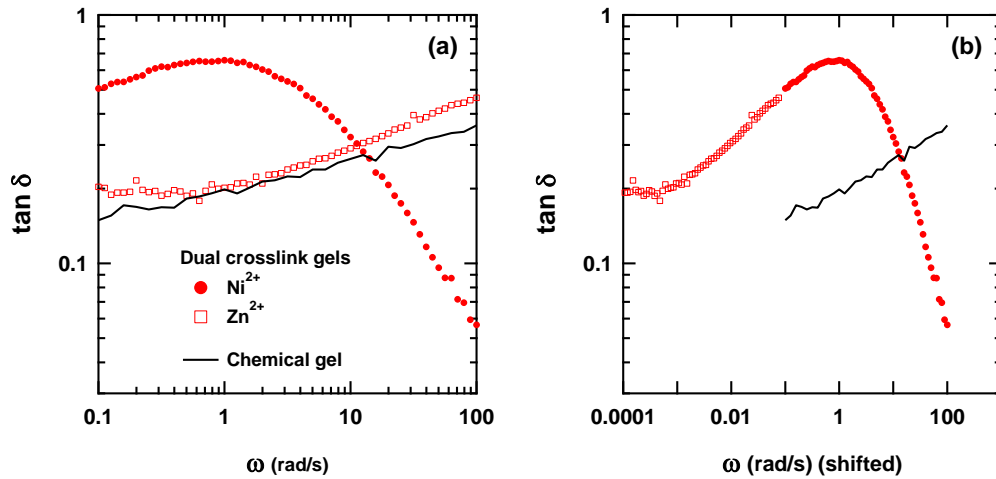 1
(a)
tan δ
0.1
Dual crosslink gels
Ni2+
Zn2+
Chemical gel
0.1 1 10 100
ω (rad/s)
1
(b)
tan δ
0.1
0.0001 0.01 1 100
ω (rad/s) (shifted)